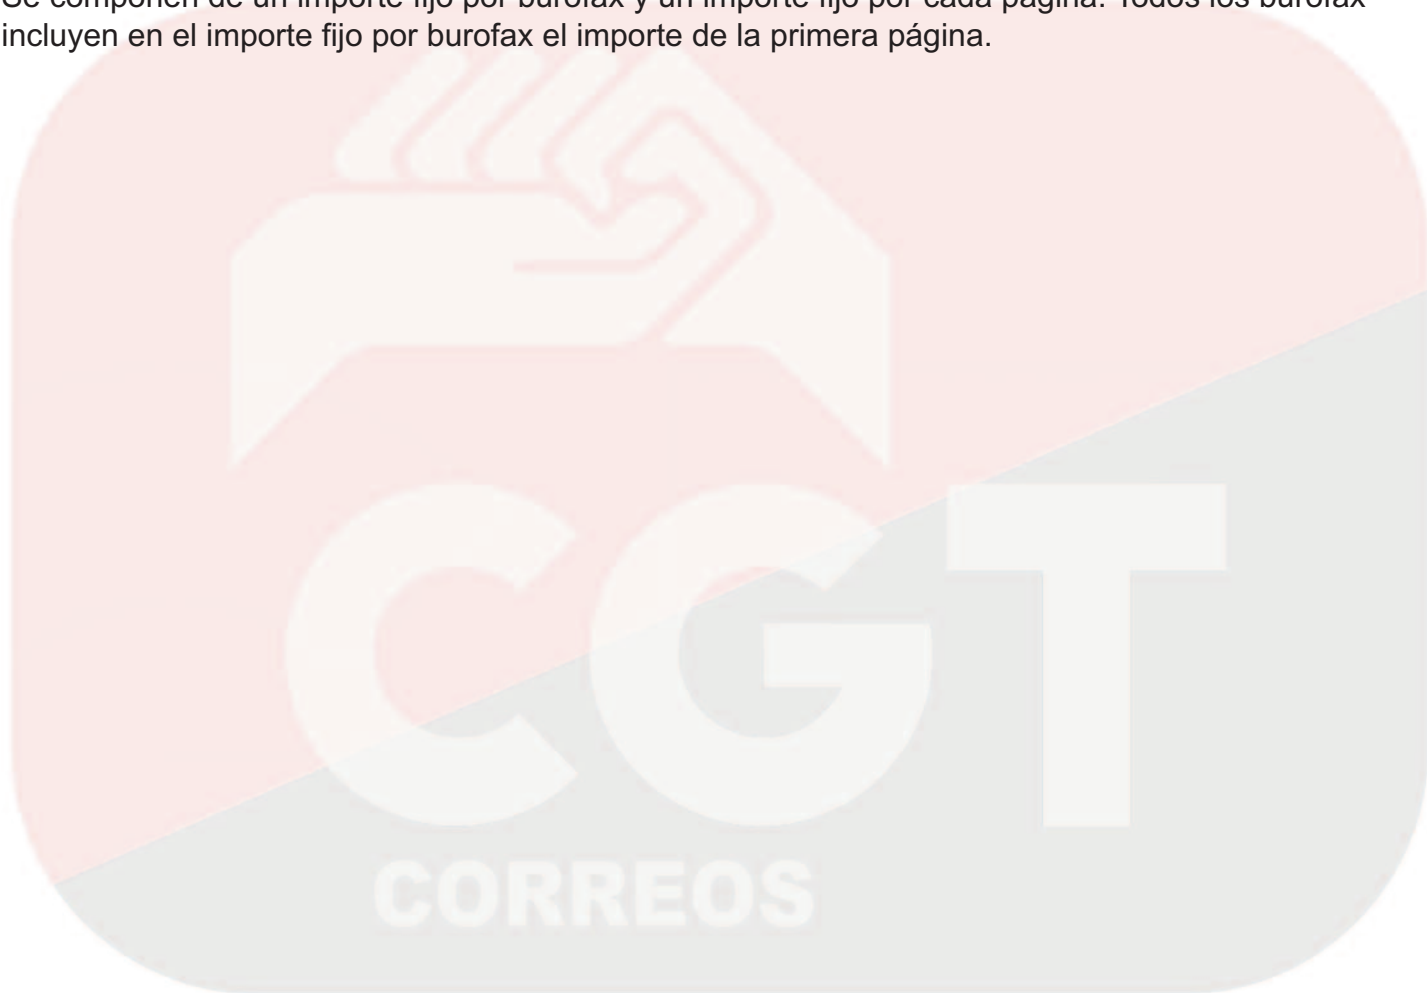 Se componen de un importe fijo por burofax y un importe fijo por cada página. Todos los burofax
incluyen en el importe fijo por burofax el importe de la primera página.
CGT
CORREOS